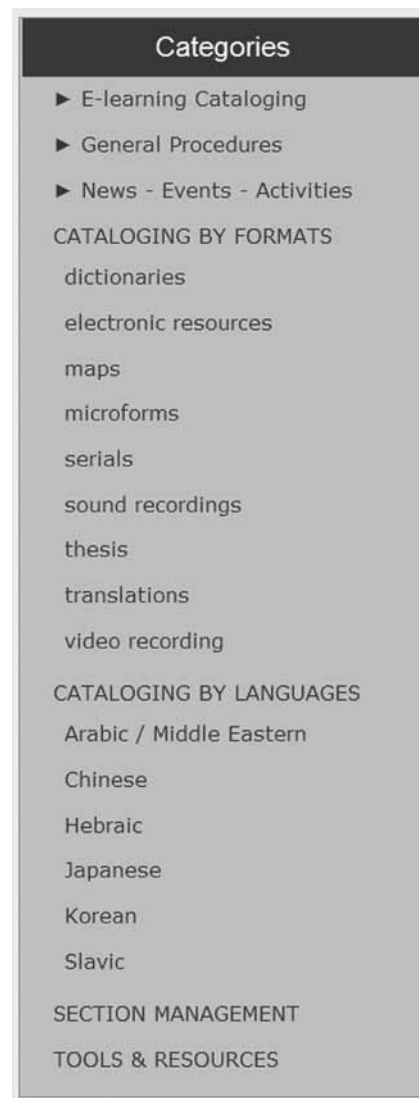 Categories
► E-learning Cataloging
► General Procedures
► News - Events - Activities
CATALOGING BY FORMATS
dictionaries
electronic resources
maps
microforms
serials
sound recordings
thesis
translations
video recording
CATALOGING BY LANGUAGES
Arabic / Middle Eastern
Chinese
Hebraic
Japanese
Korean
Slavic
SECTION MANAGEMENT
TOOLS & RESOURCES